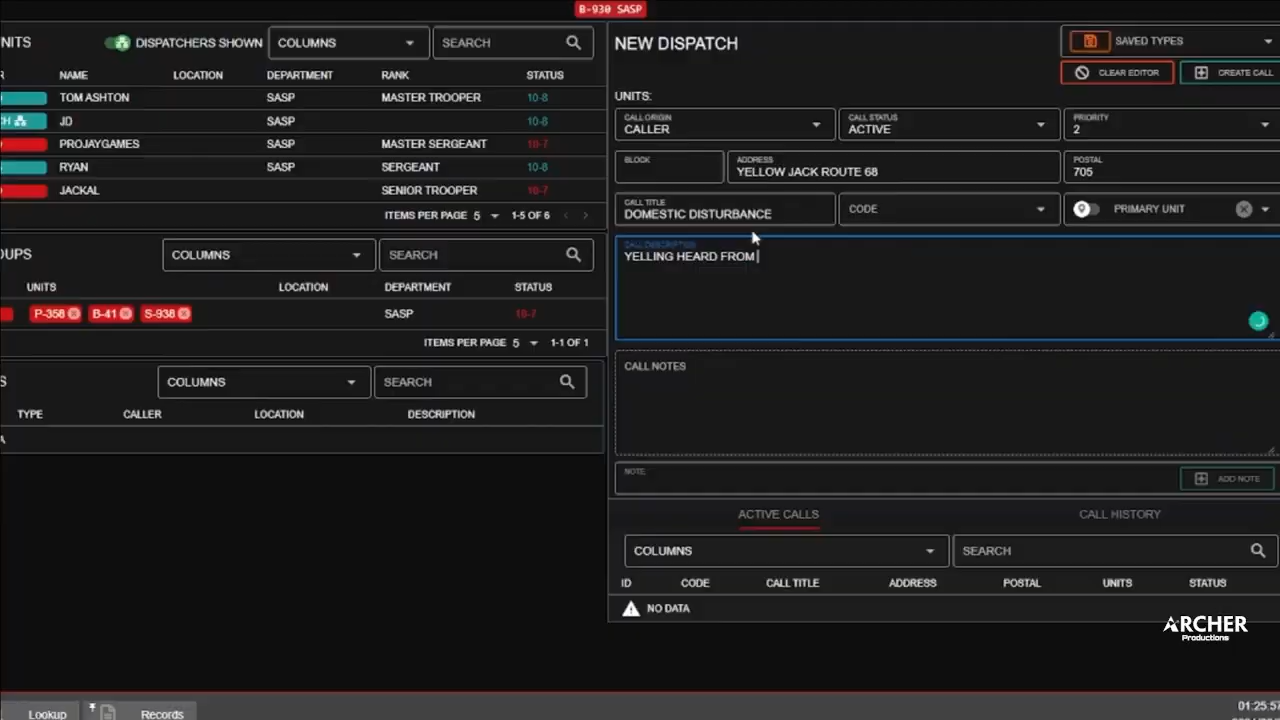 B-930 SASP
NITS
DISPATCHERS SHOWN
COLUMNS
SEARCH
NAME LOCATION DEPARTMENT RANK STATUS
TOM ASHTON SASP MASTER TROOPER 10-8
CH JD SASP 10-8
PROJAYGAMES SASP MASTER SERGEANT 10-7
RYAN SASP SERGEANT 10-8
JACKAL SENIOR TROOPER 10-7
ITEMS PER PAGE 5 1-5 OF 6
OUPS
COLUMNS
SEARCH
UNITS LOCATION DEPARTMENT STATUS
P-358 B-41 S-938 SASP 10-7
ITEMS PER PAGE 5 1-1 OF 1
S
COLUMNS
SEARCH
TYPE CALLER LOCATION DESCRIPTION
A
NEW DISPATCH
SAVED TYPES
CLEAR EDITOR
CREATE CALL
UNITS:
CALL ORIGIN
CALLER
CALL STATUS
ACTIVE
PRIORITY
2
BLOCK
ADDRESS
YELLOW JACK ROUTE 68
POSTAL
705
CALL TITLE
DOMESTIC DISTURBANCE
CODE
PRIMARY UNIT
CALL DESCRIPTION
YELLING HEARD FROM
CALL NOTES
NOTE
ADD NOTE
ACTIVE CALLS
CALL HISTORY
COLUMNS
SEARCH
ID CODE CALL TITLE ADDRESS POSTAL UNITS STATUS
NO DATA
ARCHER
Productions
Lookup
Records
01:25:57